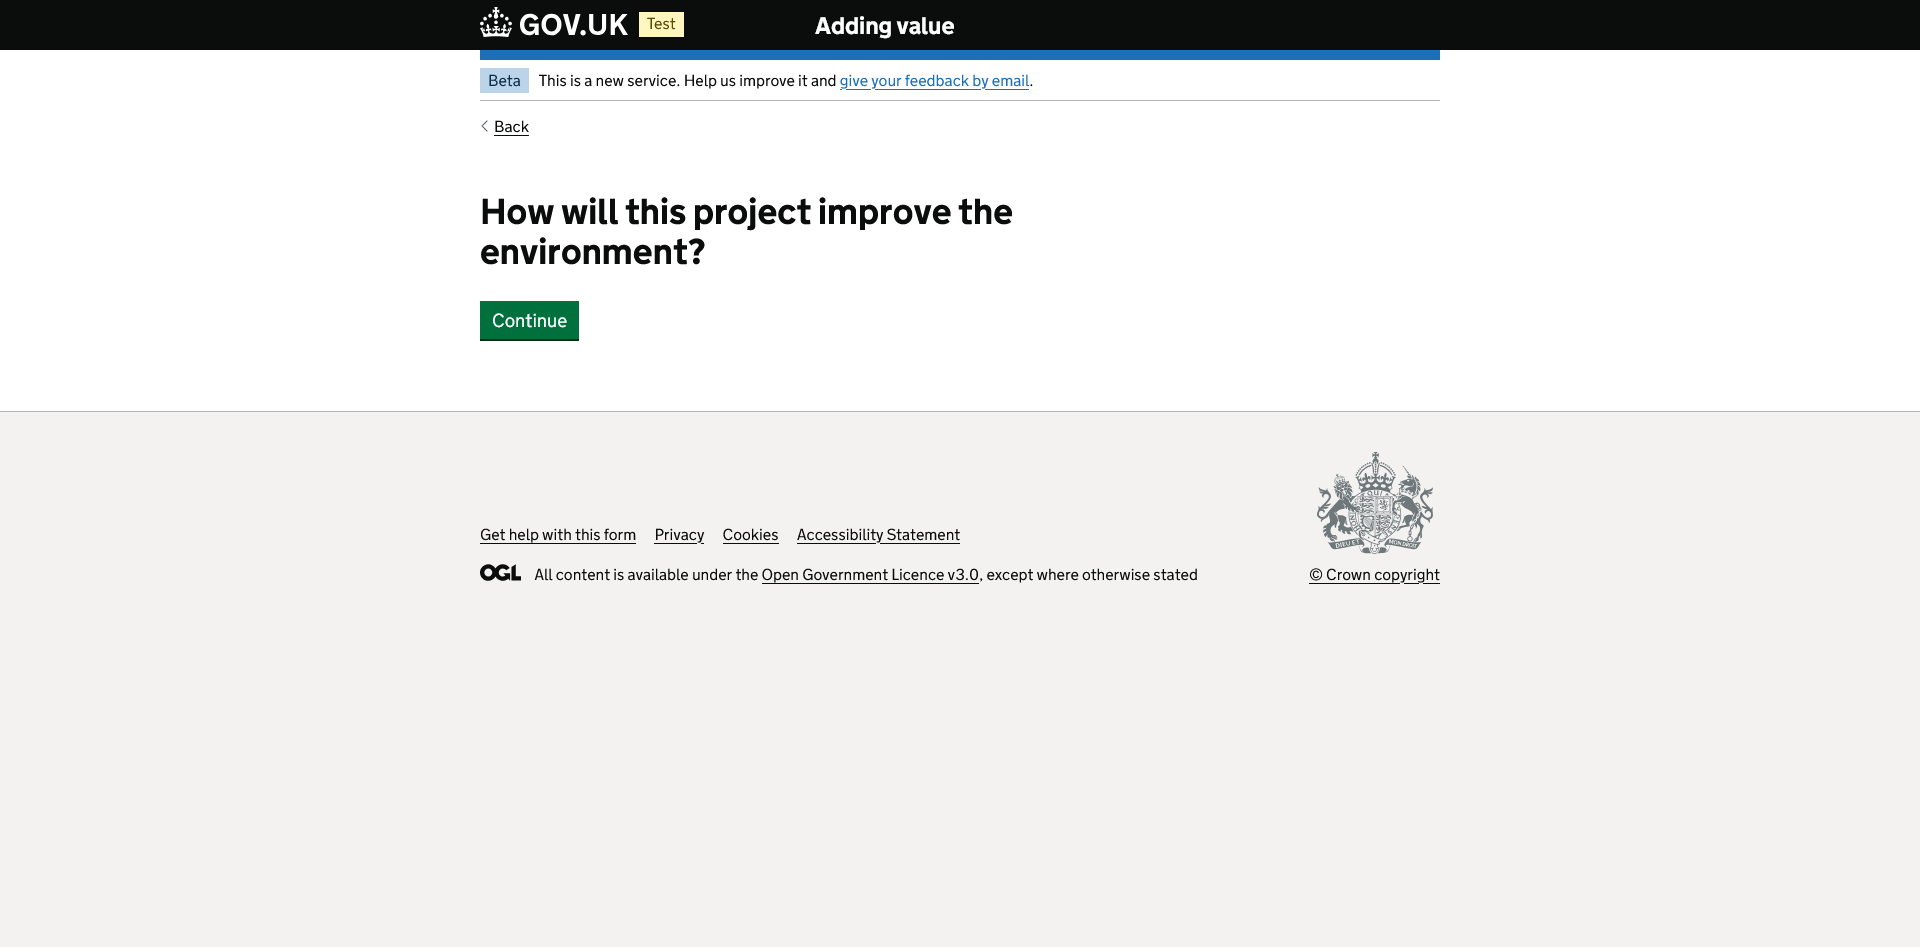 GOV.UK Test Adding value
Beta This is a new service. Help us improve it and give your feedback by email.
Back
How will this project improve the
environment?
Continue
Get help with this form Privacy Cookies Accessibility Statement
OGL All content is available under the Open Government Licence v3.0, except where otherwise stated
© Crown copyright